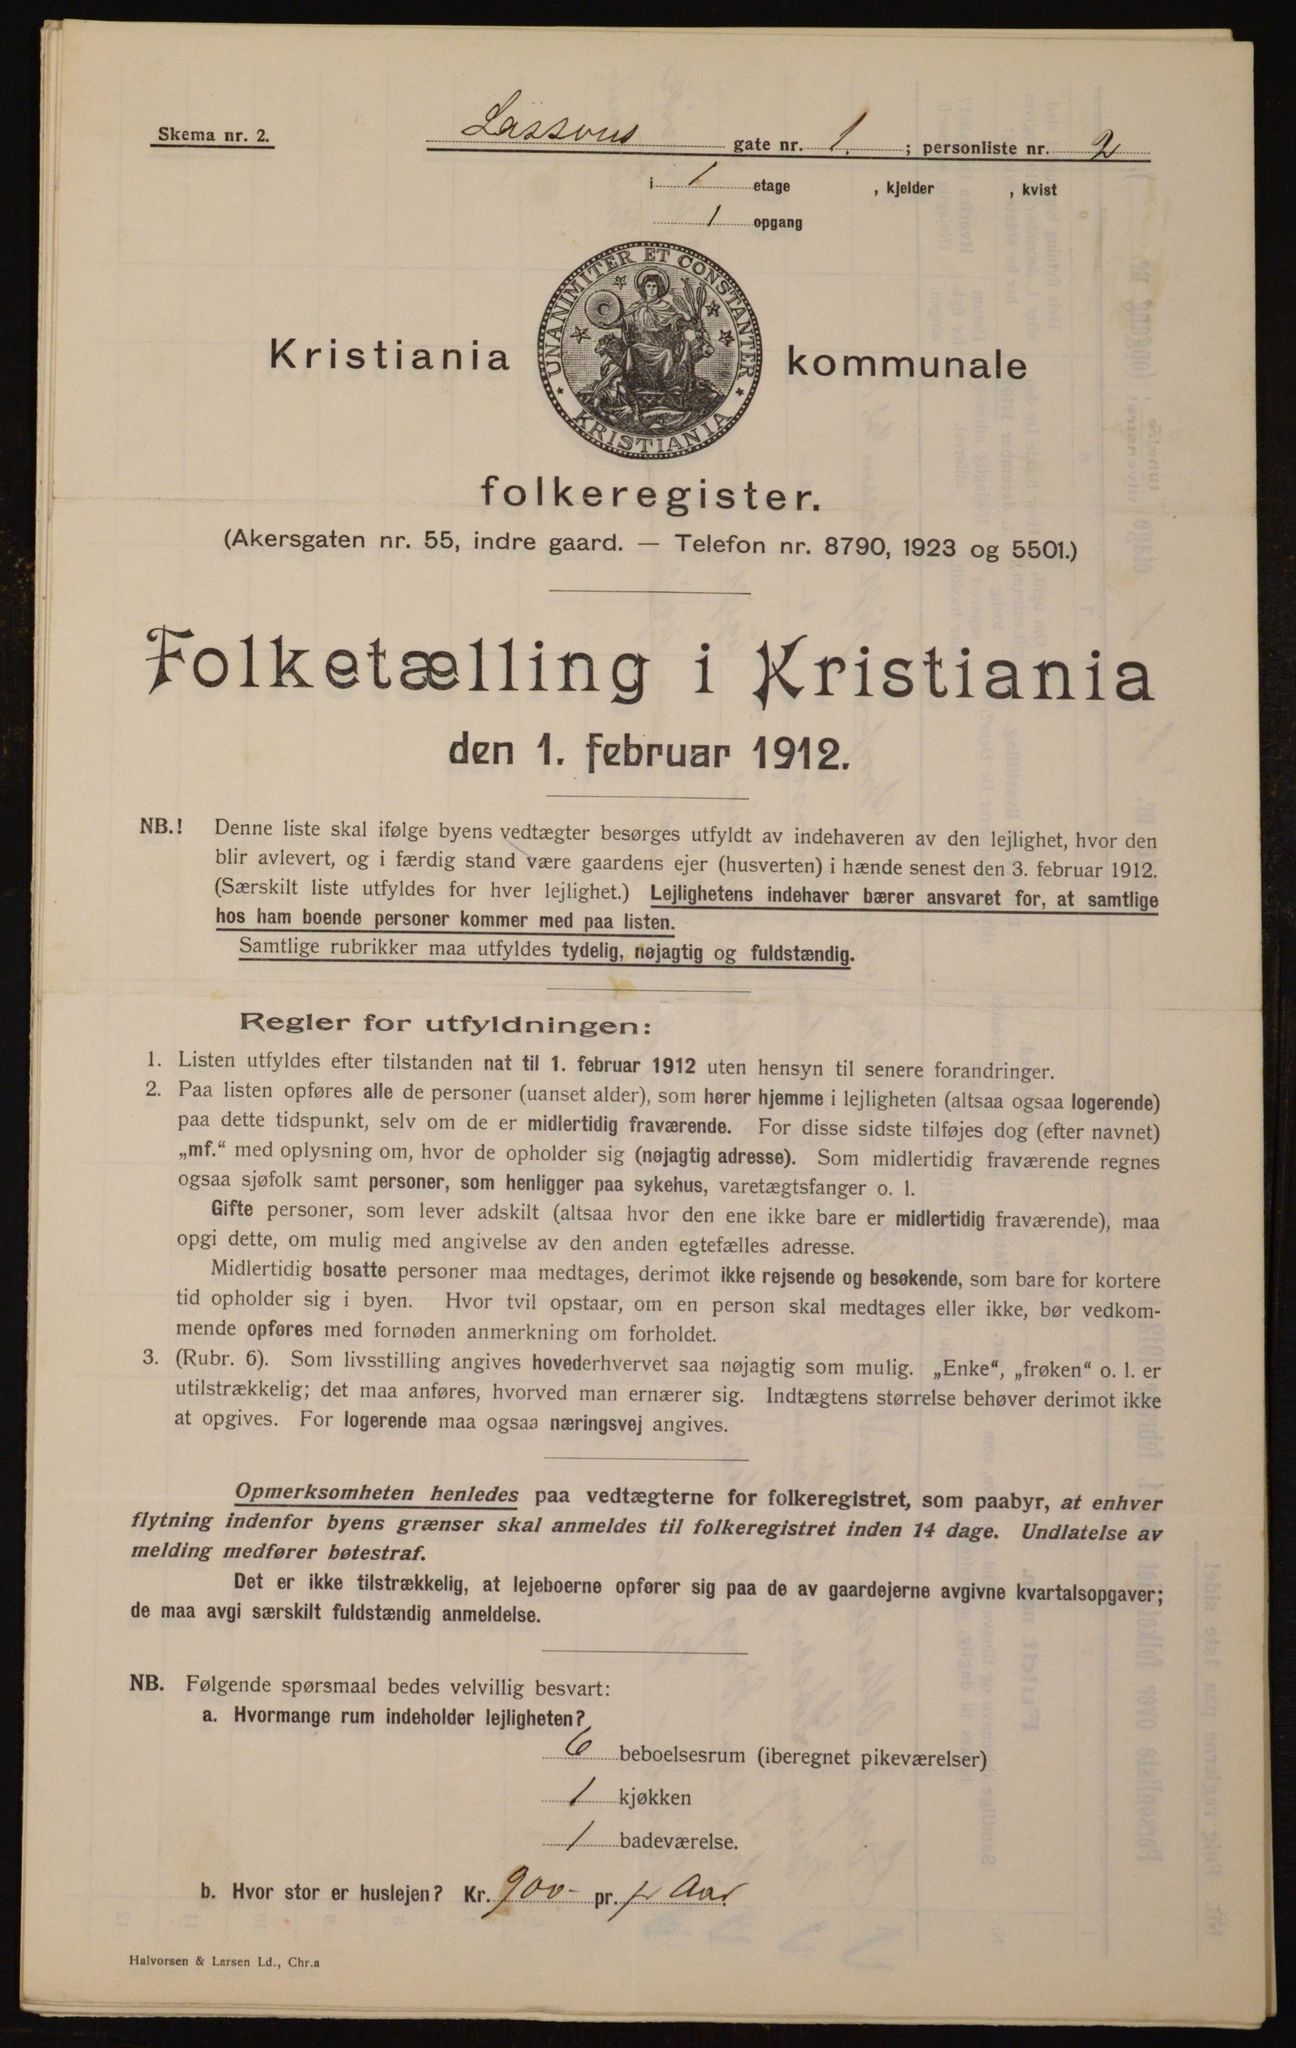 Skema nr. 2.
Lassons gate nr. 1. ; personliste nr. 2
i 1 etage , kjelder , kvist
1 opgang
UNANIMITER ET CONSTANTER
KRISTIANIA
Kristiania kommunale
folkeregister.
(Akersgaten nr. 55, indre gaard. — Telefon nr. 8790, 1923 og 5501.)
Folketælling i Kristiania
den 1. februar 1912.
NB.! Denne liste skal ifølge byens vedtægter besørges utfyldt av indehaveren av den lejlighet, hvor den
blir avlevert, og i færdig stand være gaardens ejer (husverten) i hænde senest den 3. februar 1912.
(Særskilt liste utfyldes for hver lejlighet.) Lejlighetens indehaver bærer ansvaret for, at samtlige
hos ham boende personer kommer med paa listen.
Samtlige rubrikker maa utfyldes tydelig, nøjagtig og fuldstændig.
Regler for utfyldningen:
1. Listen utfyldes efter tilstanden nat til 1. februar 1912 uten hensyn til senere forandringer.
2. Paa listen opføres alle de personer (uanset alder), som hører hjemme i lejligheten (altsaa ogsaa logerende)
paa dette tidspunkt, selv om de er midlertidig fraværende. For disse sidste tilføjes dog (efter navnet)
„mf.“ med oplysning om, hvor de opholder sig (nøjagtig adresse). Som midlertidig fraværende regnes
ogsaa sjøfolk samt personer, som henligger paa sykehus, varetægtsfanger o. l.
Gifte personer, som lever adskilt (altsaa hvor den ene ikke bare er midlertidig fraværende), maa
opgi dette, om mulig med angivelse av den anden egtefælles adresse.
Midlertidig bosatte personer maa medtages, derimot ikke rejsende og besøkende, som bare for kortere
tid opholder sig i byen. Hvor tvil opstaar, om en person skal medtages eller ikke, bør vedkom-
mende opføres med fornøden anmerkning om forholdet.
3. (Rubr. 6). Som livsstilling angives hovederhvervet saa nøjagtig som mulig. „Enke“, „frøken“ o. l. er
utilstrækkelig; det maa anføres, hvorved man ernærer sig. Indtægtens størrelse behøver derimot ikke
at opgives. For logerende maa ogsaa næringsvej angives.
Opmerksomheten henledes paa vedtægterne for folkeregistret, som paabyr, at enhver
flytning indenfor byens grænser skal anmeldes til folkeregistret inden 14 dage. Undlatelse av
melding medfører bøtestraf.
Det er ikke tilstrækkelig, at lejeboerne opfører sig paa de av gaardejerne avgivne kvartalsopgaver;
de maa avgi særskilt fuldstændig anmeldelse.
NB. Følgende spørsmaal bedes velvillig besvart:
a. Hvormange rum indeholder lejligheten?
6 beboelsesrum (iberegnet pikeværelser)
1 kjøkken
1 badeværelse.
b. Hvor stor er huslejen? Kr. 900- pr. Aar
Halvorsen & Larsen Ld., Chr.a